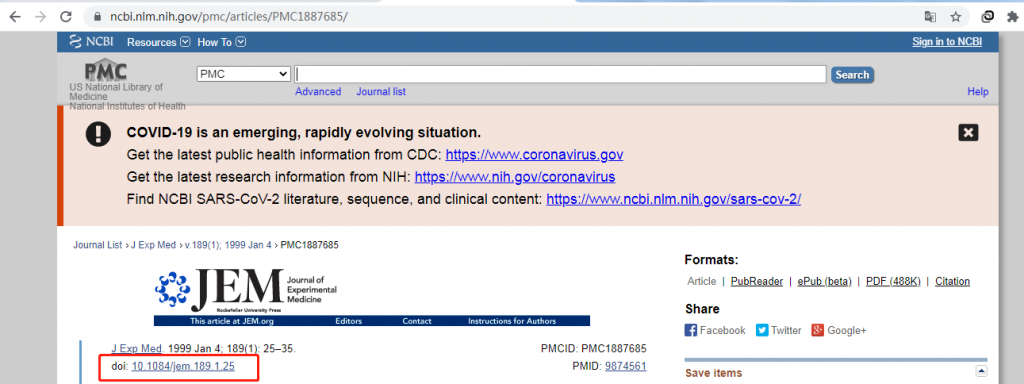 ncbi.nlm.nih.gov/pmc/articles/PMC1887685/
NCBI Resources How To Sign in to NCBI
PMC
US National Library of
Medicine
National Institutes of Health
PMC Search
Advanced Journal list Help
COVID-19 is an emerging, rapidly evolving situation.
Get the latest public health information from CDC: https://www.coronavirus.gov
Get the latest research information from NIH: https://www.nih.gov/coronavirus
Find NCBI SARS-CoV-2 literature, sequence, and clinical content: https://www.ncbi.nlm.nih.gov/sars-cov-2/
Journal List › J Exp Med › v.189(1); 1999 Jan 4 › PMC1887685
JEM Journal of
Experimental
Medicine
Rockefeller University Press
This article at JEM.org Editors Contact Instructions for Authors
J Exp Med. 1999 Jan 4; 189(1): 25–35. PMCID: PMC1887685
doi: 10.1084/jem.189.1.25 PMID: 9874561
Formats:
Article | PubReader | ePub (beta) | PDF (488K) | Citation
Share
Facebook Twitter Google+
Save items